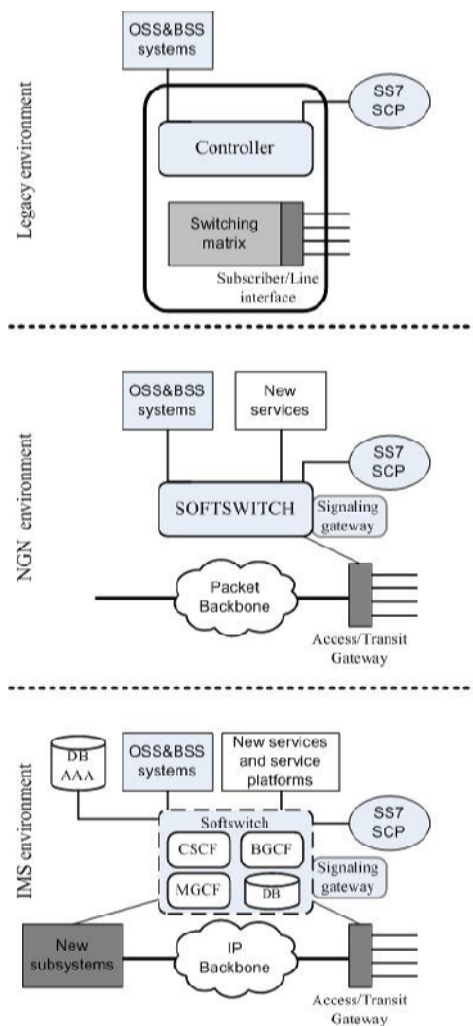 Legacy environment
OSS&BSS
systems
SS7
SCP
Controller
Switching
matrix
Subscriber/Line
interface
NGN environment
OSS&BSS
systems
New
services
SS7
SCP
SOFTSWITCH
Signaling
gateway
Packet
Backbone
Access/Transit
Gateway
IMS environment
DB
AAA
OSS&BSS
systems
New services
and service
platforms
SS7
SCP
Softswitch
CSCF
BGCF
MGCF
DB
Signaling
gateway
New
subsystems
IP
Backbone
Access/Transit
Gateway